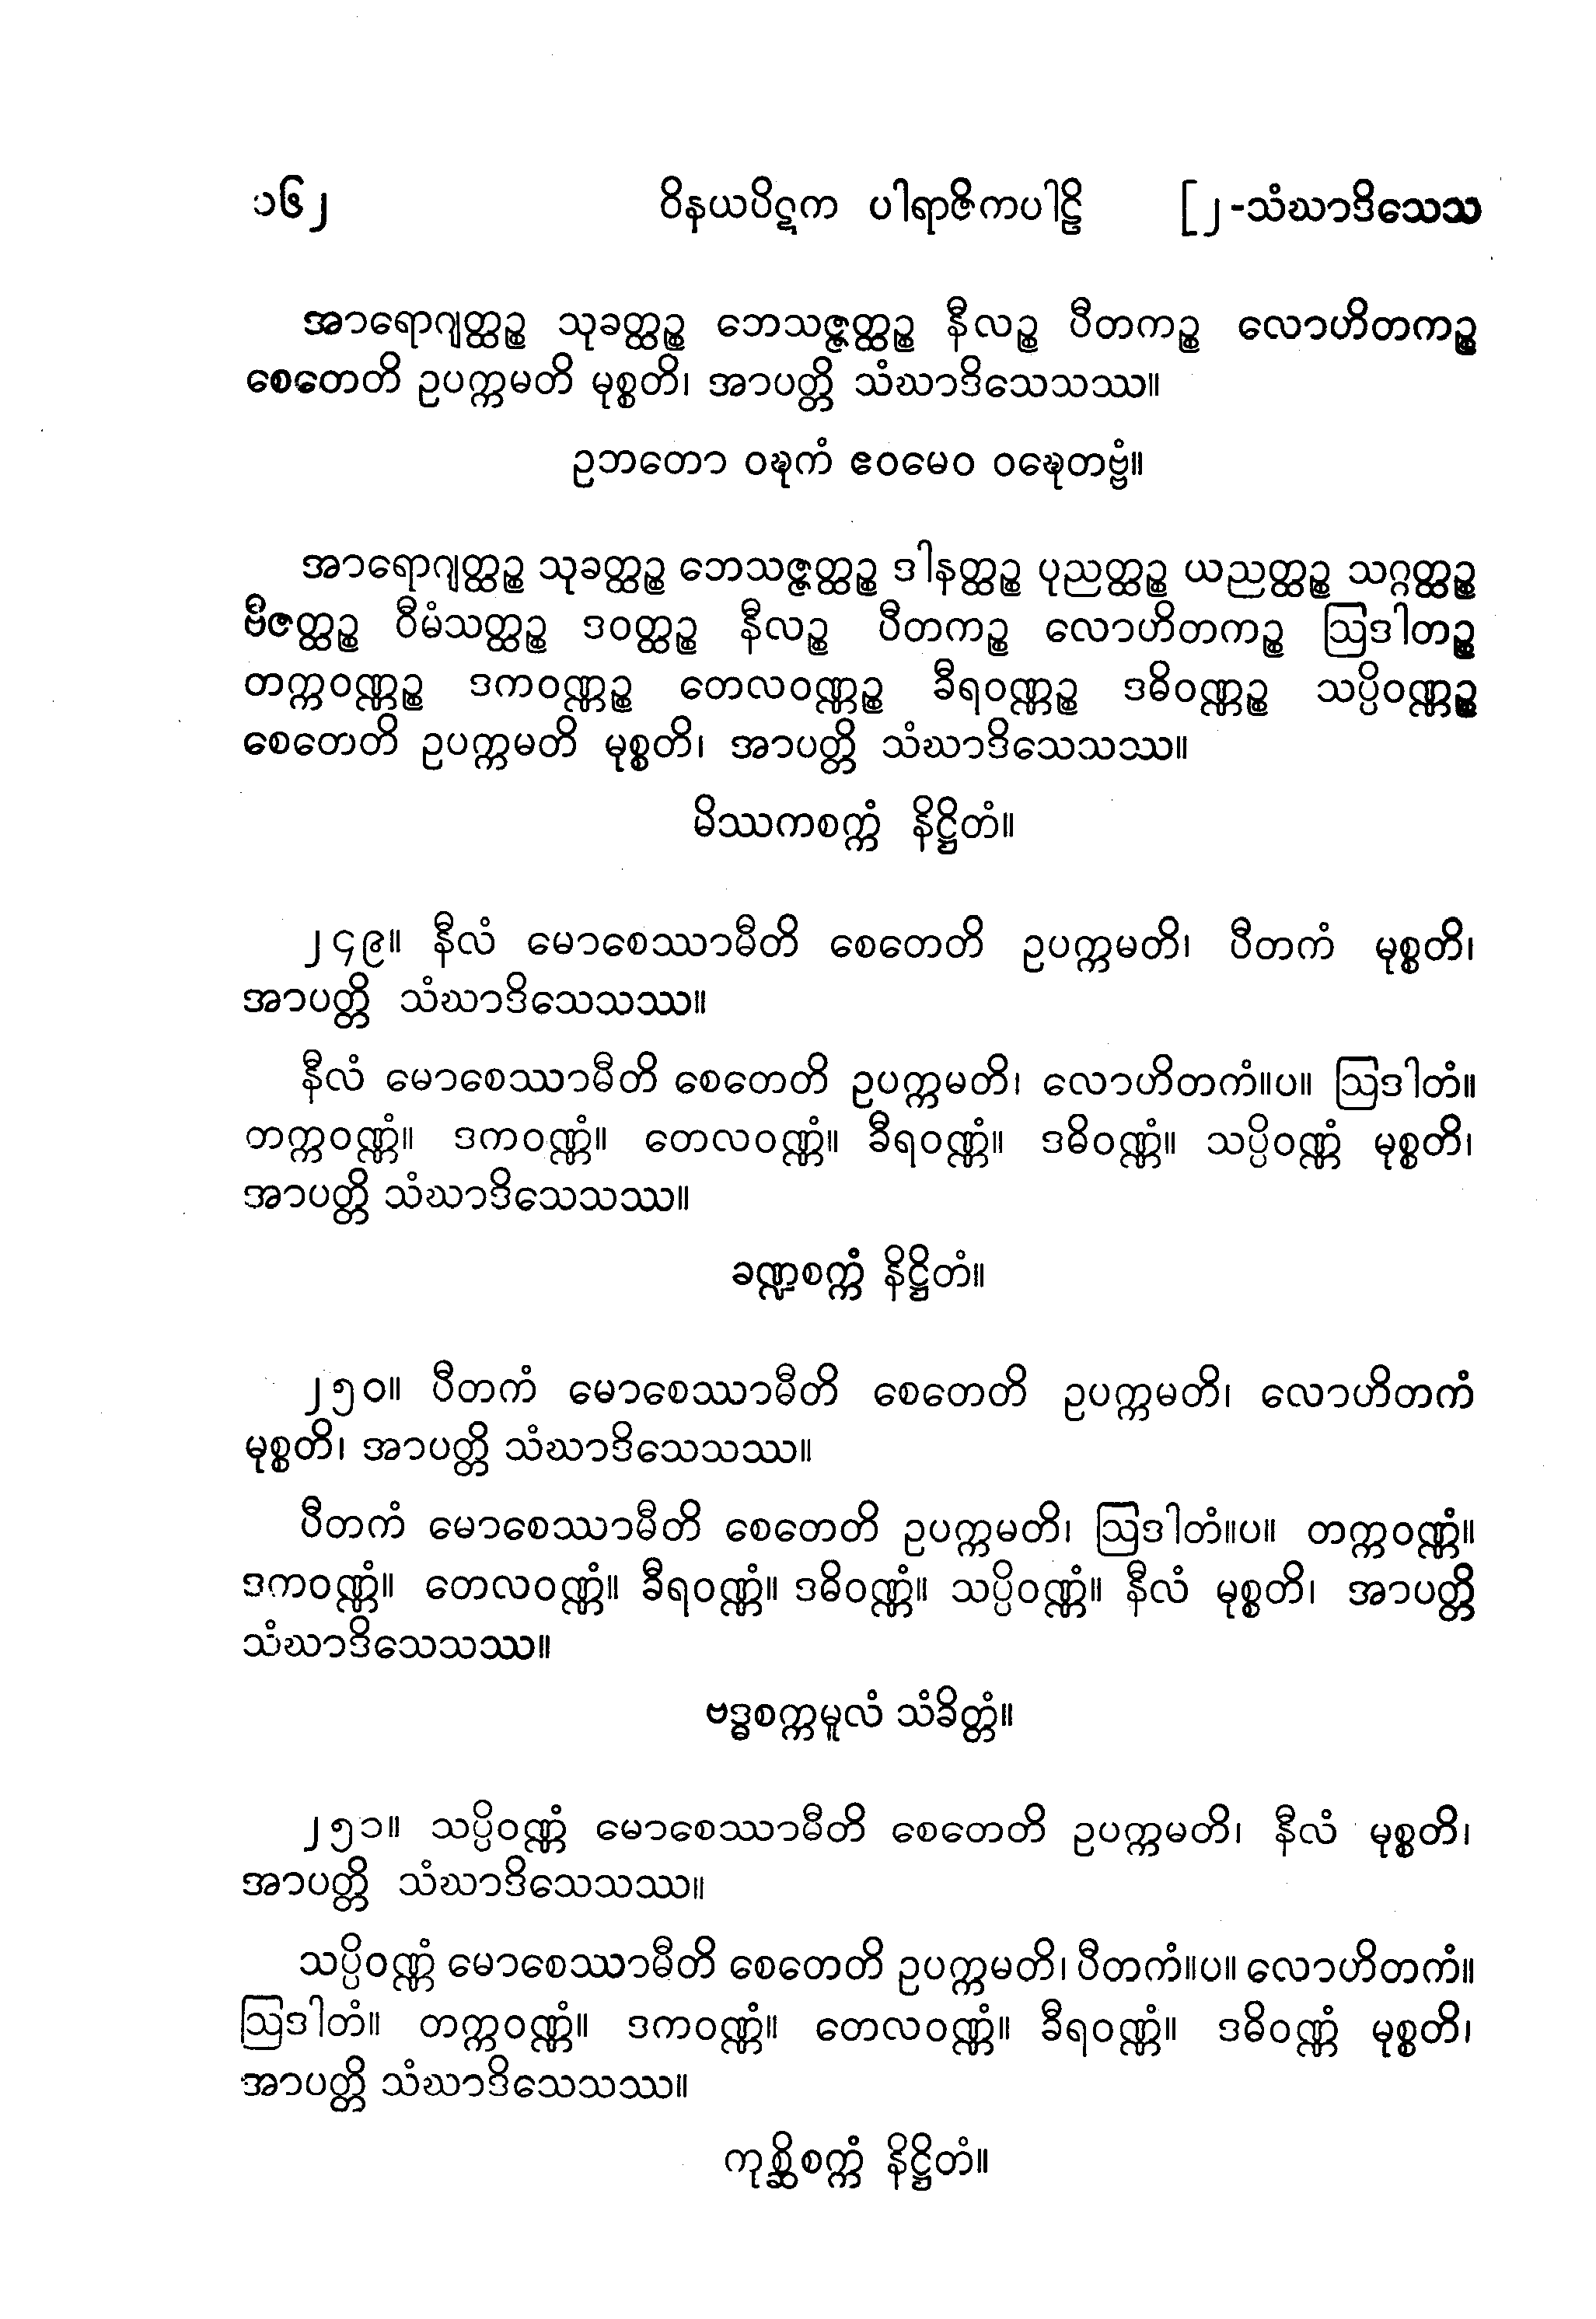 ၁၆၂ ဝိနယပိဋက ပါရာဇိကပါဠိ [၂-သံဃာဒိသေသ
အာရောဂျတ္ထဉ္စ သုခတ္ထဉ္စ ဘေသဇ္ဇတ္ထဉ္စ နီလဉ္စ ပီတကဉ္စ လောဟိတကဉ္စ
စေတေတိ ဥပက္ကမတိ မုစ္စတိ၊ အာပတ္တိ သံဃာဒိသေသဿ။
ဥဘတော ဝဍ္ဎကံ ဧဝမေဝ ဝဍ္ဎေတဗ္ဗံ။
အာရောဂျတ္ထဉ္စ သုခတ္ထဉ္စ ဘေသဇ္ဇတ္ထဉ္စ ဒါနတ္ထဉ္စ ပုညတ္ထဉ္စ ယညတ္ထဉ္စ သဂ္ဂတ္ထဉ္စ
ဗီဇတ္ထဉ္စ ဝီမံသတ္ထဉ္စ ဒဝတ္ထဉ္စ နီလဉ္စ ပီတကဉ္စ လောဟိတကဉ္စ ဩဒါတဉ္စ
တက္ကဝဏ္ဏဉ္စ ဒကဝဏ္ဏဉ္စ တေလဝဏ္ဏဉ္စ ခီရဝဏ္ဏဉ္စ ဒဓိဝဏ္ဏဉ္စ သပ္ပိဝဏ္ဏဉ္စ
စေတေတိ ဥပက္ကမတိ မုစ္စတိ၊ အာပတ္တိ သံဃာဒိသေသဿ။
မိဿကစက္ကံ နိဋ္ဌိတံ။
၂၄၉။ နီလံ မောစေဿာမီတိ စေတေတိ ဥပက္ကမတိ၊ ပီတကံ မုစ္စတိ၊
အာပတ္တိ သံဃာဒိသေသဿ။
နီလံ မောစေဿာမီတိ စေတေတိ ဥပက္ကမတိ၊ လောဟိတကံ။ပ။ ဩဒါတံ။
တက္ကဝဏ္ဏံ။ ဒကဝဏ္ဏံ။ တေလဝဏ္ဏံ။ ခီရဝဏ္ဏံ။ ဒဓိဝဏ္ဏံ။ သပ္ပိဝဏ္ဏံ မုစ္စတိ၊
အာပတ္တိ သံဃာဒိသေသဿ။
ခဏ္ဍစက္ကံ နိဋ္ဌိတံ။
၂၅၀။ ပီတကံ မောစေဿာမီတိ စေတေတိ ဥပက္ကမတိ၊ လောဟိတကံ
မုစ္စတိ၊ အာပတ္တိ သံဃာဒိသေသဿ။
ပီတကံ မောစေဿာမီတိ စေတေတိ ဥပက္ကမတိ၊ ဩဒါတံ။ပ။ တက္ကဝဏ္ဏံ။
ဒကဝဏ္ဏံ။ တေလဝဏ္ဏံ။ ခီရဝဏ္ဏံ။ ဒဓိဝဏ္ဏံ။ သပ္ပိဝဏ္ဏံ။ နီလံ မုစ္စတိ၊ အာပတ္တိ
သံဃာဒိသေသဿ။
ဗဒ္ဓစက္ကမူလံ သံခိတ္တံ။
၂၅၁။ သပ္ပိဝဏ္ဏံ မောစေဿာမီတိ စေတေတိ ဥပက္ကမတိ၊ နီလံ မုစ္စတိ၊
အာပတ္တိ သံဃာဒိသေသဿ။
သပ္ပိဝဏ္ဏံ မောစေဿာမီတိ စေတေတိ ဥပက္ကမတိ၊ ပီတကံ။ပ။ လောဟိတကံ။
ဩဒါတံ။ တက္ကဝဏ္ဏံ။ ဒကဝဏ္ဏံ။ တေလဝဏ္ဏံ။ ခီရဝဏ္ဏံ။ ဒဓိဝဏ္ဏံ မုစ္စတိ၊
အာပတ္တိ သံဃာဒိသေသဿ။
ကုစ္ဆိစက္ကံ နိဋ္ဌိတံ။